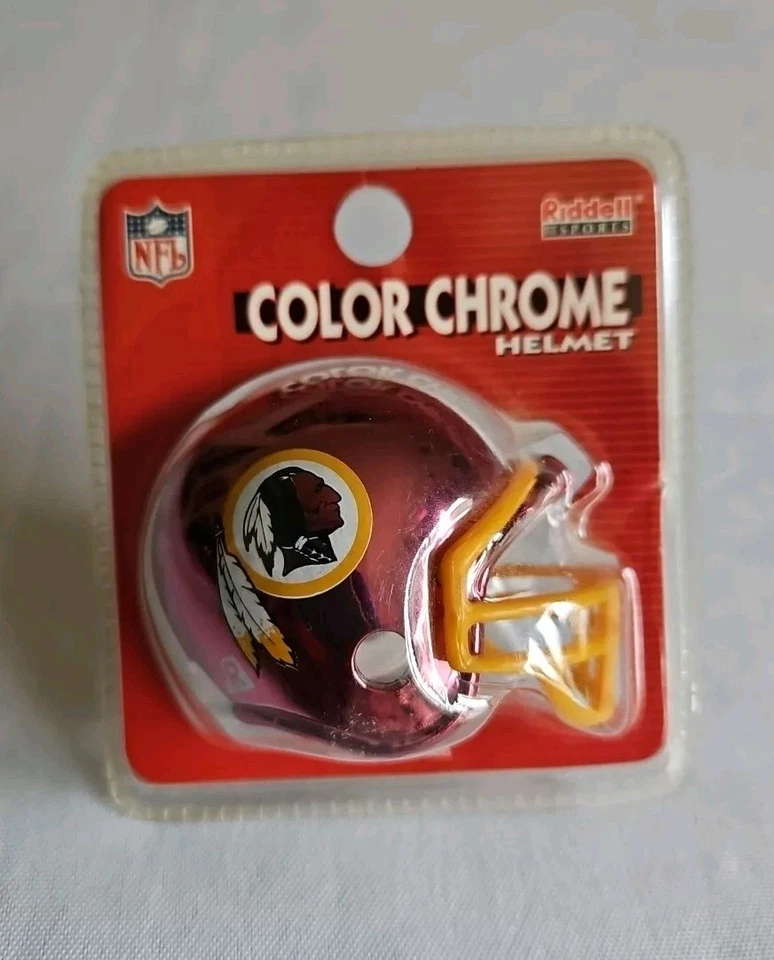 NFL
Riddell
SPORTS
COLOR CHROME
HELMET
R